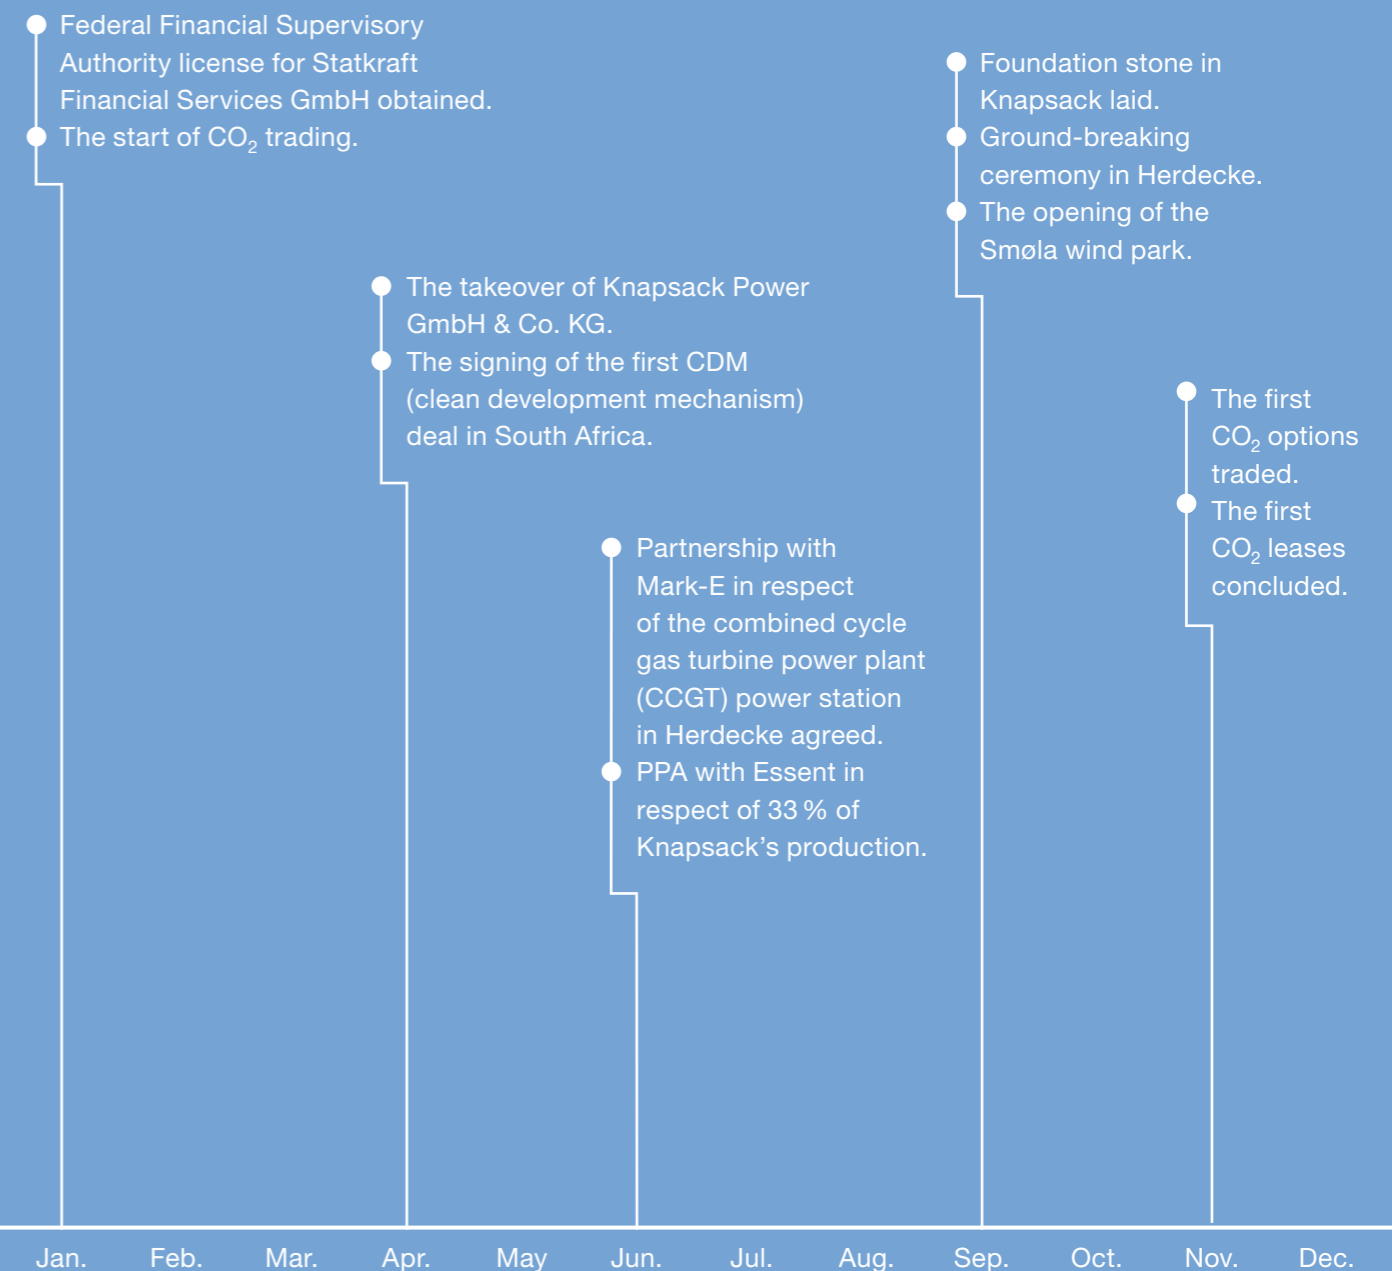 Federal Financial Supervisory
Authority license for Statkraft
Financial Services GmbH obtained.
The start of CO₂ trading.
The takeover of Knapsack Power
GmbH & Co. KG.
The signing of the first CDM
(clean development mechanism)
deal in South Africa.
Partnership with
Mark-E in respect
of the combined cycle
gas turbine power plant
(CCGT) power station
in Herdecke agreed.
PPA with Essent in
respect of 33 % of
Knapsack’s production.
Foundation stone in
Knapsack laid.
Ground-breaking
ceremony in Herdecke.
The opening of the
Smøla wind park.
The first
CO₂ options
traded.
The first
CO₂ leases
concluded.
Jan. Feb. Mar. Apr. May Jun. Jul. Aug. Sep. Oct. Nov. Dec.